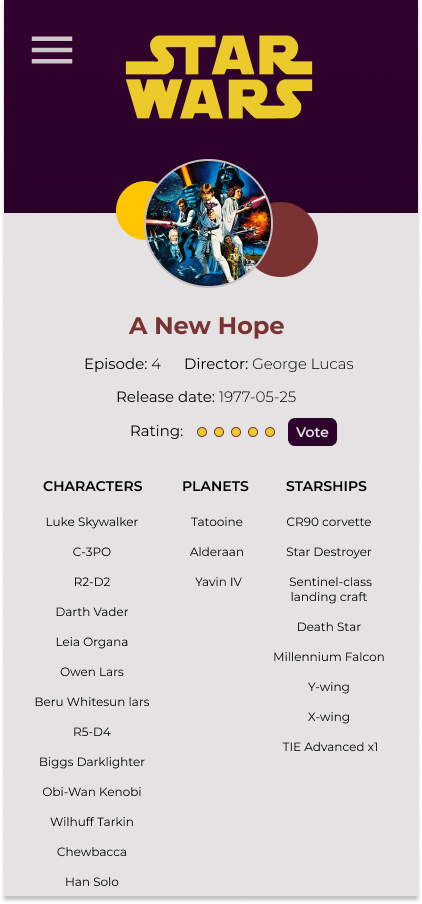 STAR
WARS
A New Hope
Episode: 4 Director: George Lucas
Release date: 1977-05-25
Rating: Vote
CHARACTERS
Luke Skywalker
C-3PO
R2-D2
Darth Vader
Leia Organa
Owen Lars
Beru Whitesun lars
R5-D4
Biggs Darklighter
Obi-Wan Kenobi
Wilhuff Tarkin
Chewbacca
Han Solo
PLANETS
Tatooine
Alderaan
Yavin IV
STARSHIPS
CR90 corvette
Star Destroyer
Sentinel-class
landing craft
Death Star
Millennium Falcon
Y-wing
X-wing
TIE Advanced x1